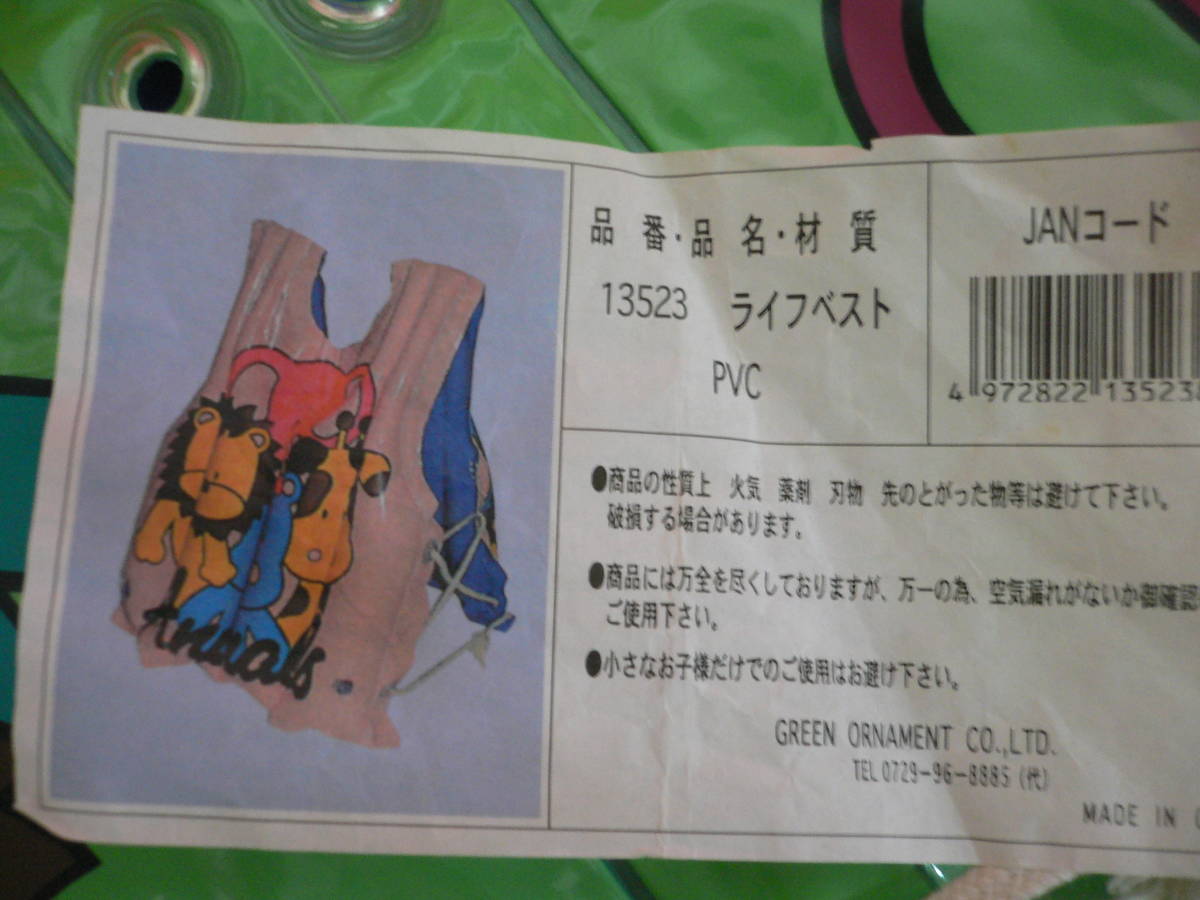 Annals
品番・品名・材質
13523 ライフベスト
PVC
JANコード
4 972822 13523
●商品の性質上 火気 薬剤 刃物 先のとがった物等は避けて下さい。
破損する場合があります。
●商品には万全を尽くしておりますが、万一の為、空気漏れがないか御確認
ご使用下さい。
●小さなお子様だけでのご使用はお避け下さい。
GREEN ORNAMENT CO.,LTD.
TEL 0729-96-8885 (代)
MADE IN